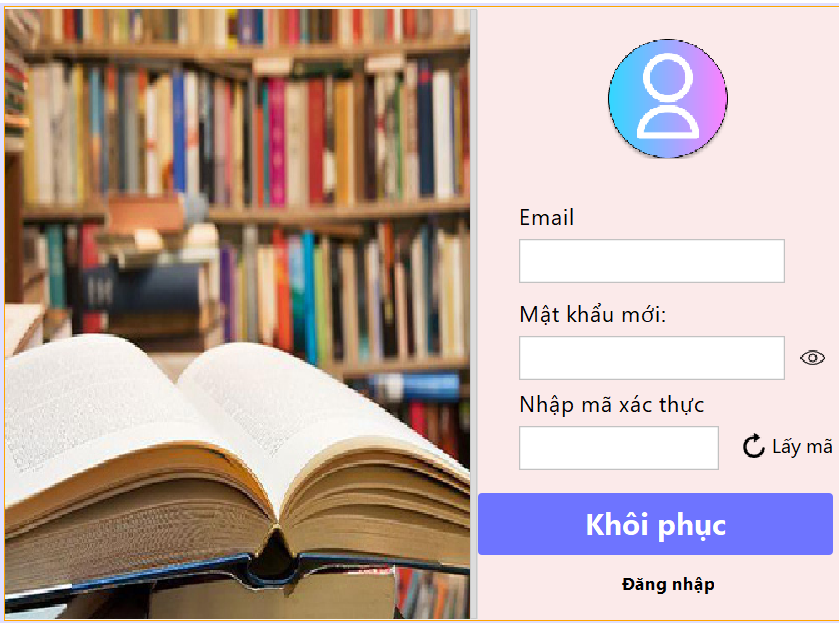 Email
Mật khẩu mới:
Nhập mã xác thực
Lấy mã
Khôi phục
Đăng nhập